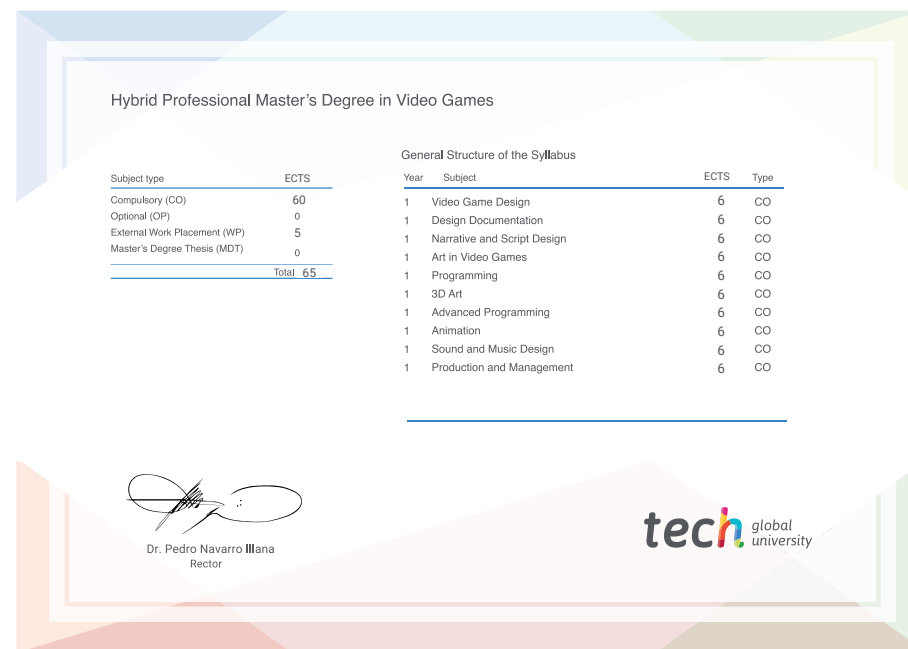 Hybrid Professional Master's Degree in Video Games
Subject type ECTS
Compulsory (CO) 60
Optional (OP) 0
External Work Placement (WP) 5
Master's Degree Thesis (MDT) 0
Total 65
General Structure of the Syllabus
Year Subject ECTS Type
1 Video Game Design 6 CO
1 Design Documentation 6 CO
1 Narrative and Script Design 6 CO
1 Art in Video Games 6 CO
1 Programming 6 CO
1 3D Art 6 CO
1 Advanced Programming 6 CO
1 Animation 6 CO
1 Sound and Music Design 6 CO
1 Production and Management 6 CO
Dr. Pedro Navarro Illana
Rector
tech global
university